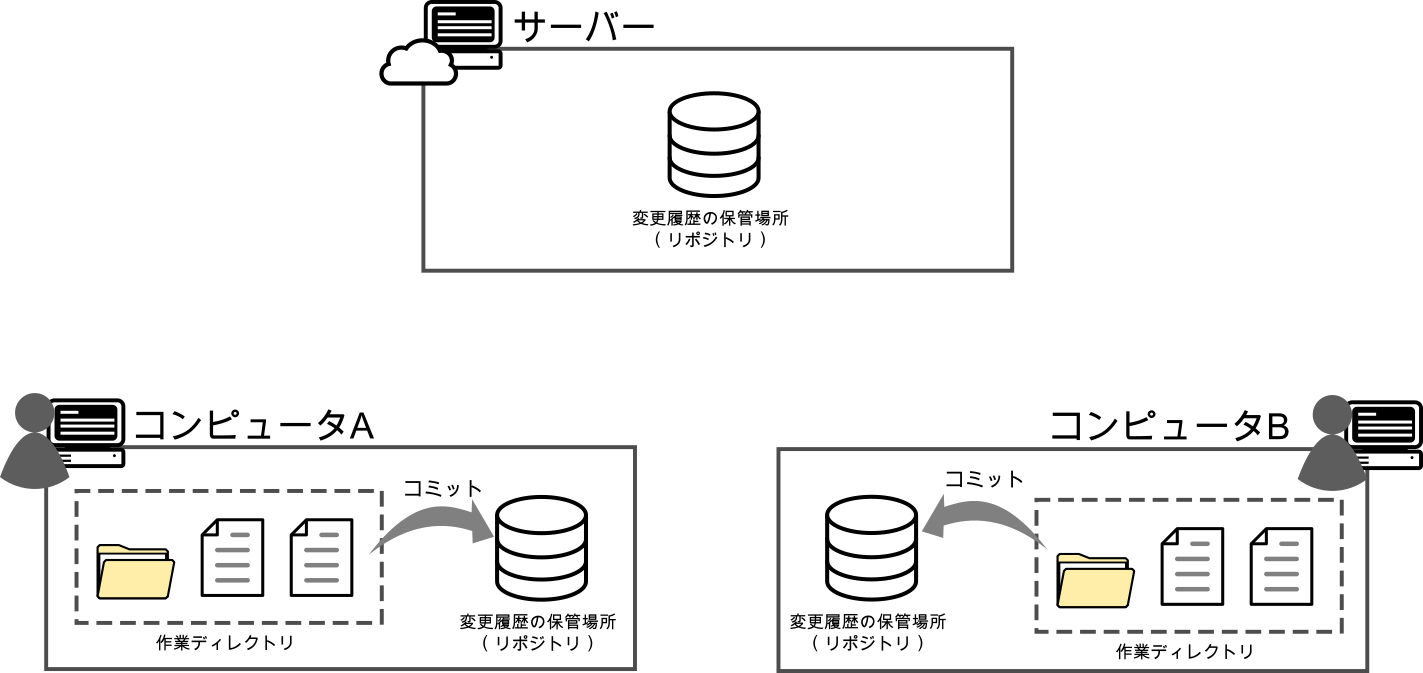 サーバー
変更履歴の保管場所
( リポジトリ )
コンピュータA
コミット
作業ディレクトリ
変更履歴の保管場所
( リポジトリ )
コンピュータB
コミット
変更履歴の保管場所
( リポジトリ )
作業ディレクトリ